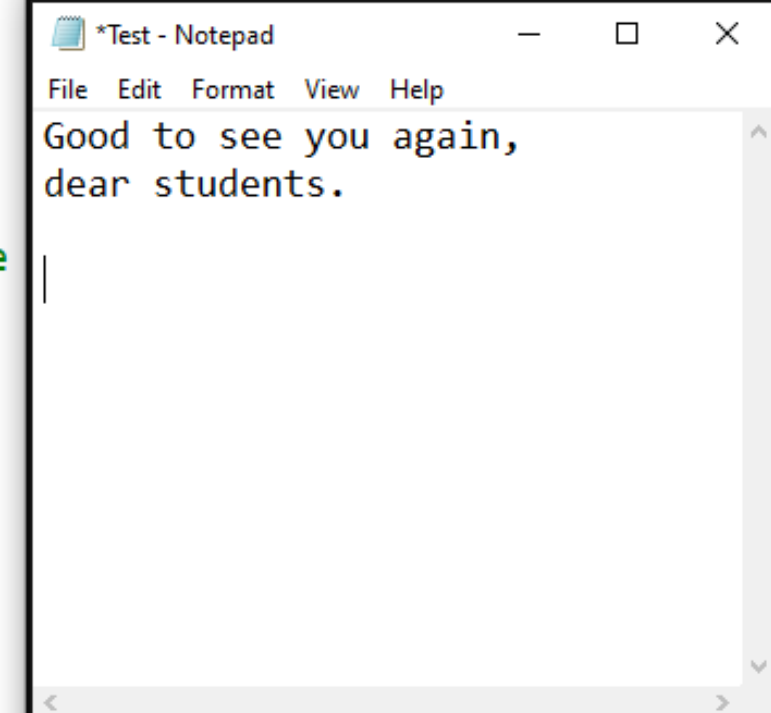 *Test - Notepad
File Edit Format View Help
Good to see you again,
dear students.
e